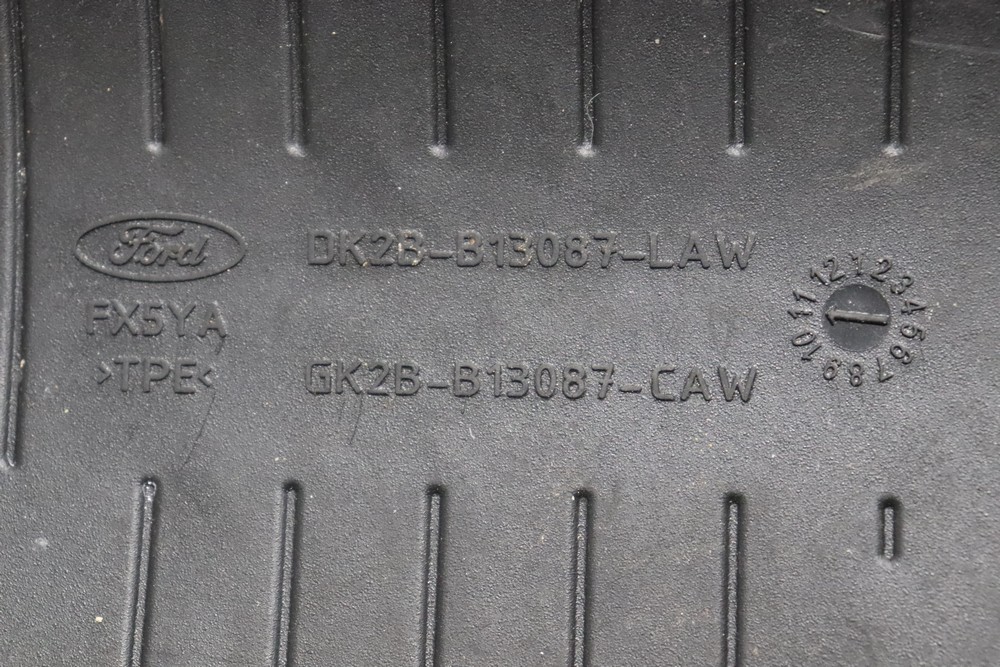 Ford
DK2B-B13087-LAW
FX5YA
>TPE<
GK2B-B13087-CAW
12 1 2 3 4 5 6 7 8 9 10 11